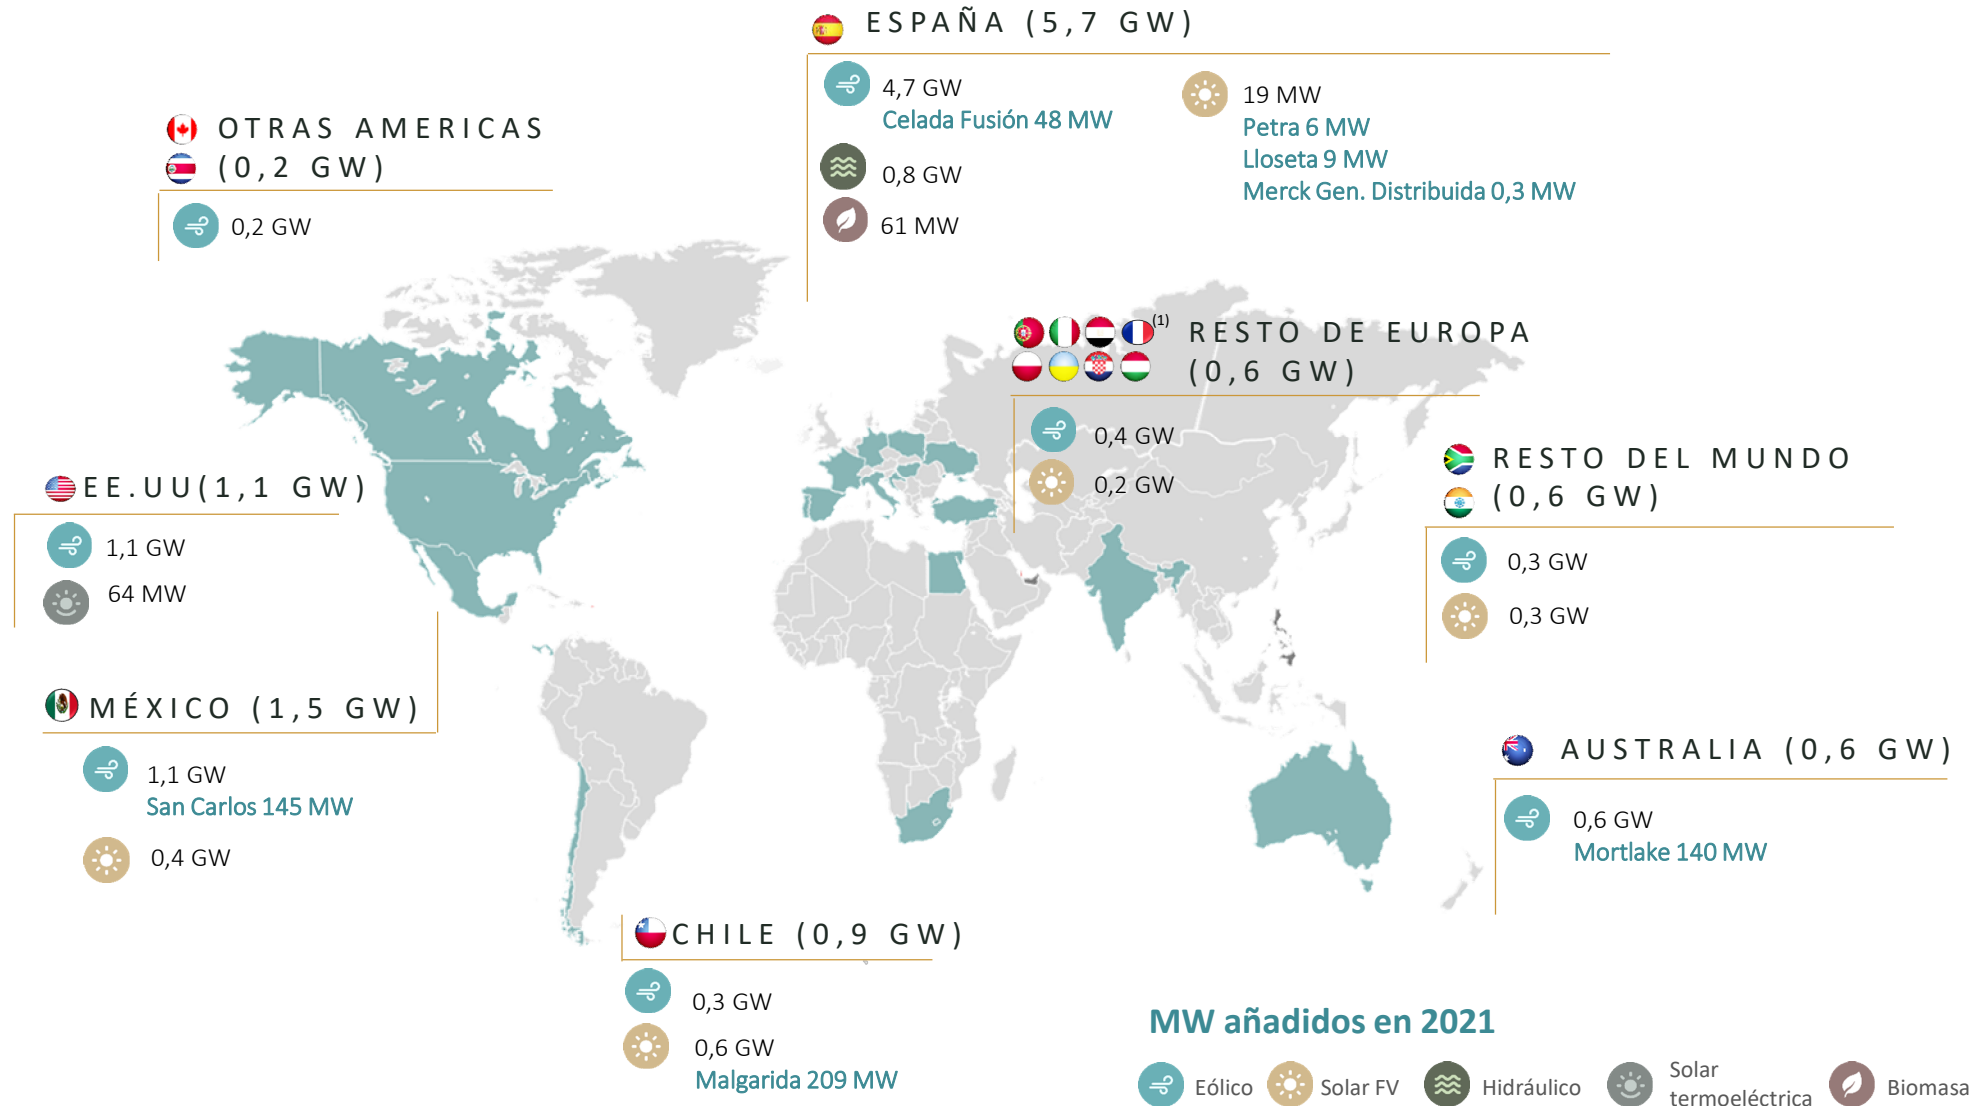 ESPAÑA (5,7 GW)
4,7 GW
Celada Fusión 48 MW
0,8 GW
61 MW
19 MW
Petra 6 MW
Lloseta 9 MW
Merck Gen. Distribuida 0,3 MW
OTRAS AMERICAS
(0,2 GW)
0,2 GW
(1)
RESTO DE EUROPA
(0,6 GW)
0,4 GW
0,2 GW
EE.UU(1,1 GW)
1,1 GW
64 MW
RESTO DEL MUNDO
(0,6 GW)
0,3 GW
0,3 GW
MÉXICO (1,5 GW)
1,1 GW
San Carlos 145 MW
0,4 GW
AUSTRALIA (0,6 GW)
0,6 GW
Mortlake 140 MW
CHILE (0,9 GW)
0,3 GW
0,6 GW
Malgarida 209 MW
MW añadidos en 2021
Eólico
Solar FV
Hidráulico
Solar
termoeléctrica
Biomasa